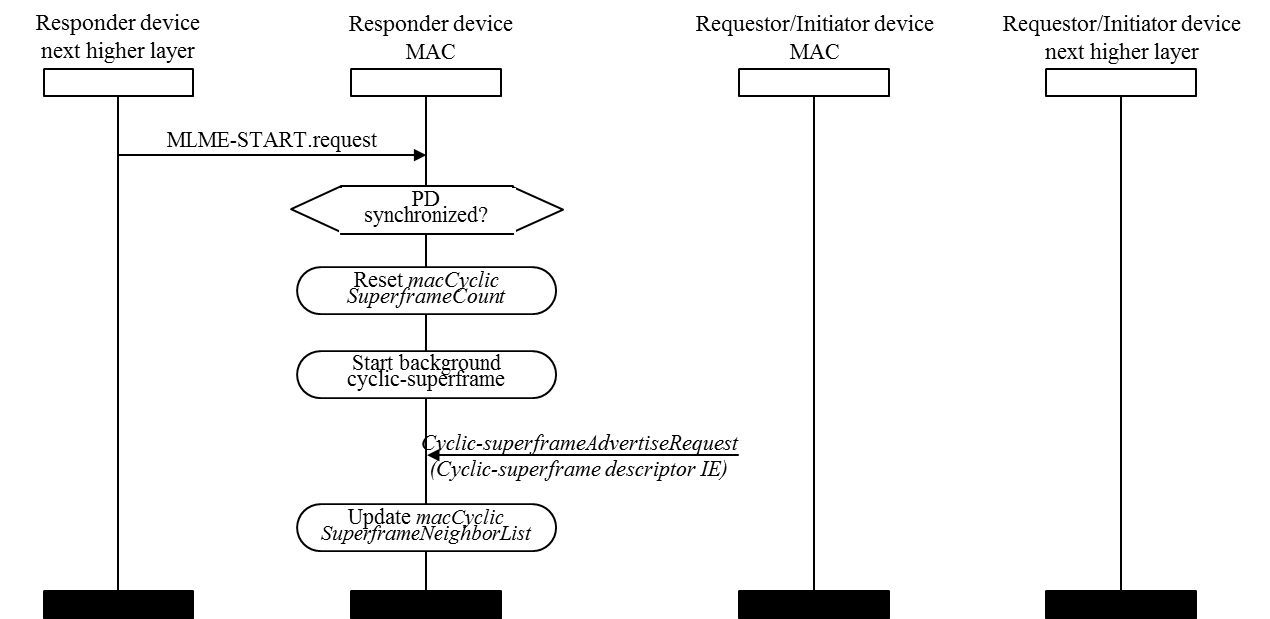 Responder device
next higher layer
Responder device
MAC
Requestor/Initiator device
MAC
Requestor/Initiator device
next higher layer
MLME-START.request
PD
synchronized?
Reset macCyclic
SuperframeCount
Start background
cyclic-superframe
Cyclic-superframeAdvertiseRequest
(Cyclic-superframe descriptor IE)
Update macCyclic
SuperframeNeighborList